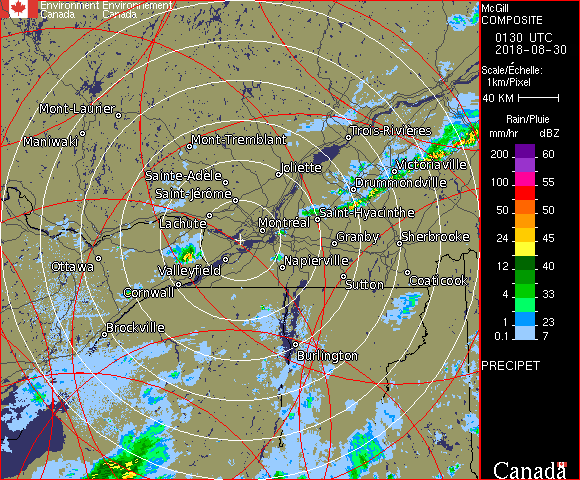 Environment Environnement
Canada Canada
McGill
COMPOSITE
0130 UTC
2018-08-30
Scale/Échelle:
1km/Pixel
40 KM
Rain/Pluie
mm/hr dBZ
200 60
100 55
50 50
24 45
12 40
4 33
1 23
0.1 7
PRECIPET
Canada
Mont-Laurier
Maniwaki
Mont-Tremblant
Trois-Rivières
Sainte-Adèle
Joliette
Victoriaville
Saint-Jérôme
Drummondville
Lachute
Montréal
Saint-Hyacinthe
Granby
Sherbrooke
Ottawa
Valleyfield
Napierville
Cornwall
Sutton
Coaticook
Brockville
Burlington